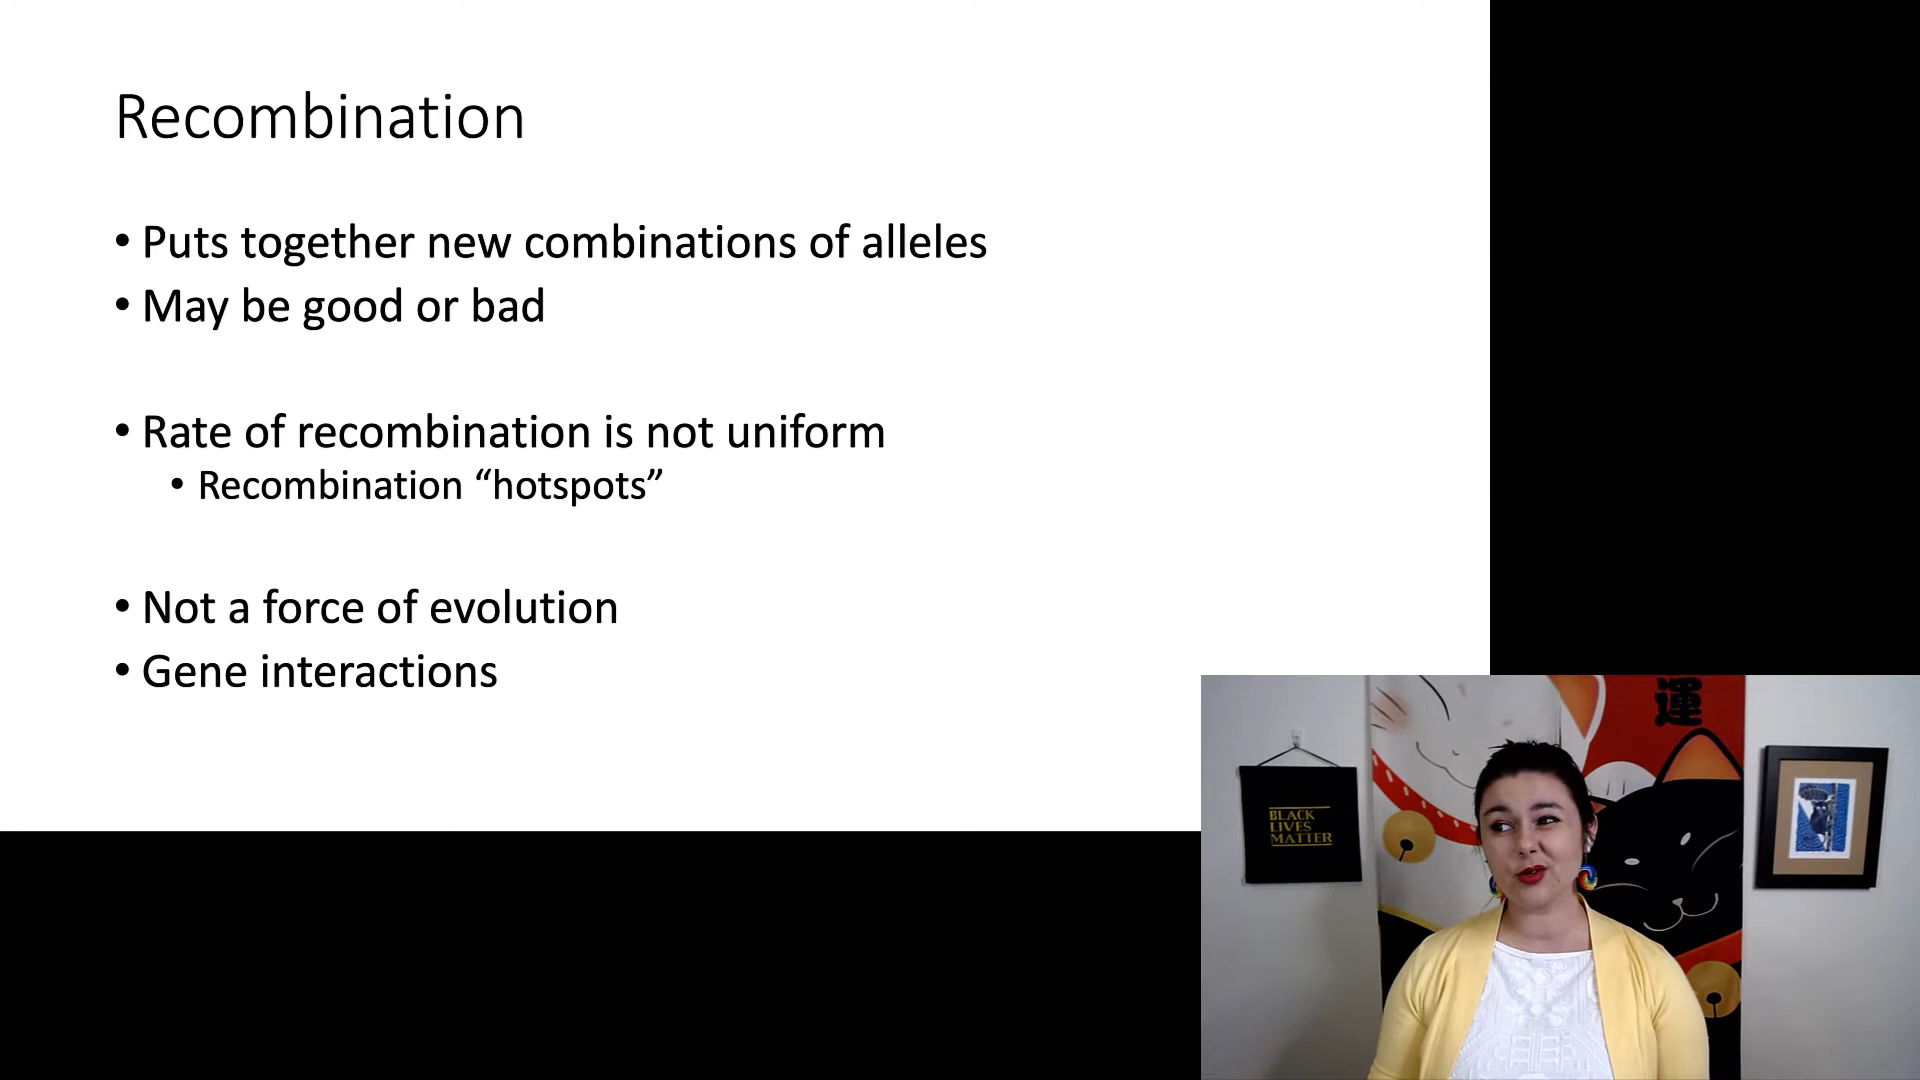 Recombination
• Puts together new combinations of alleles
• May be good or bad
• Rate of recombination is not uniform
• Recombination “hotspots”
• Not a force of evolution
• Gene interactions
運
BLACK
LIVES
MATTER